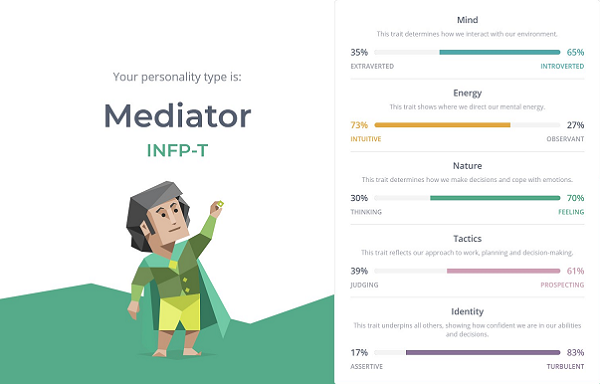 Your personality type is:
Mediator
INFP-T
Mind
This trait determines how we interact with our environment.
35% 65%
EXTRAVERTED INTROVERTED
Energy
This trait shows where we direct our mental energy.
73% 27%
INTUITIVE OBSERVANT
Nature
This trait determines how we make decisions and cope with emotions.
30% 70%
THINKING FEELING
Tactics
This trait reflects our approach to work, planning and decision-making.
39% 61%
JUDGING PROSPECTING
Identity
This trait underpins all others, showing how confident we are in our abilities
and decisions.
17% 83%
ASSERTIVE TURBULENT